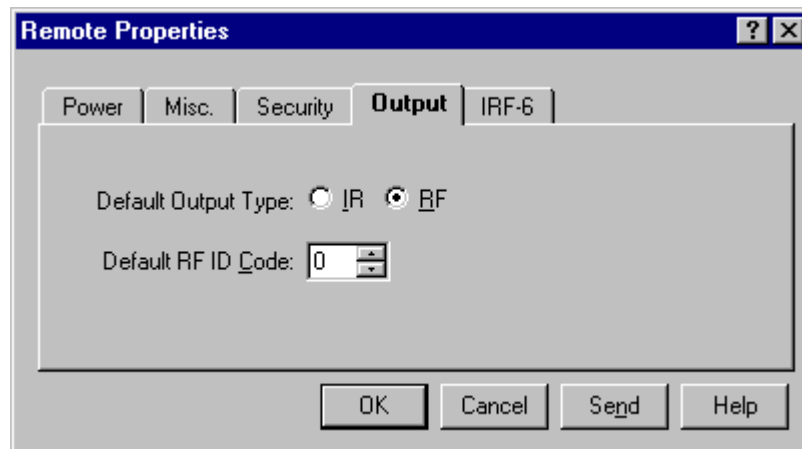 Remote Properties
Power Misc. Security Output IRF-6
Default Output Type: IR RF
Default RF ID Code: 0
OK Cancel Send Help